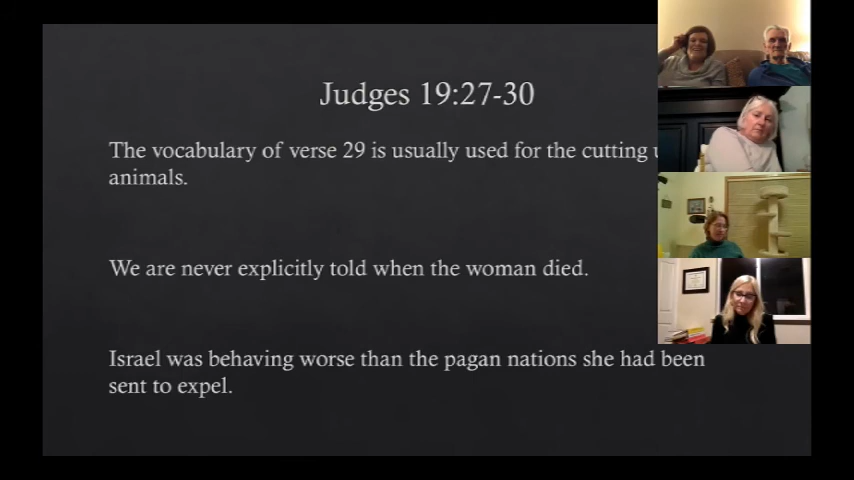 Judges 19:27-30
The vocabulary of verse 29 is usually used for the cutting
animals.
We are never explicitly told when the woman died.
Israel was behaving worse than the pagan nations she had been
sent to expel.